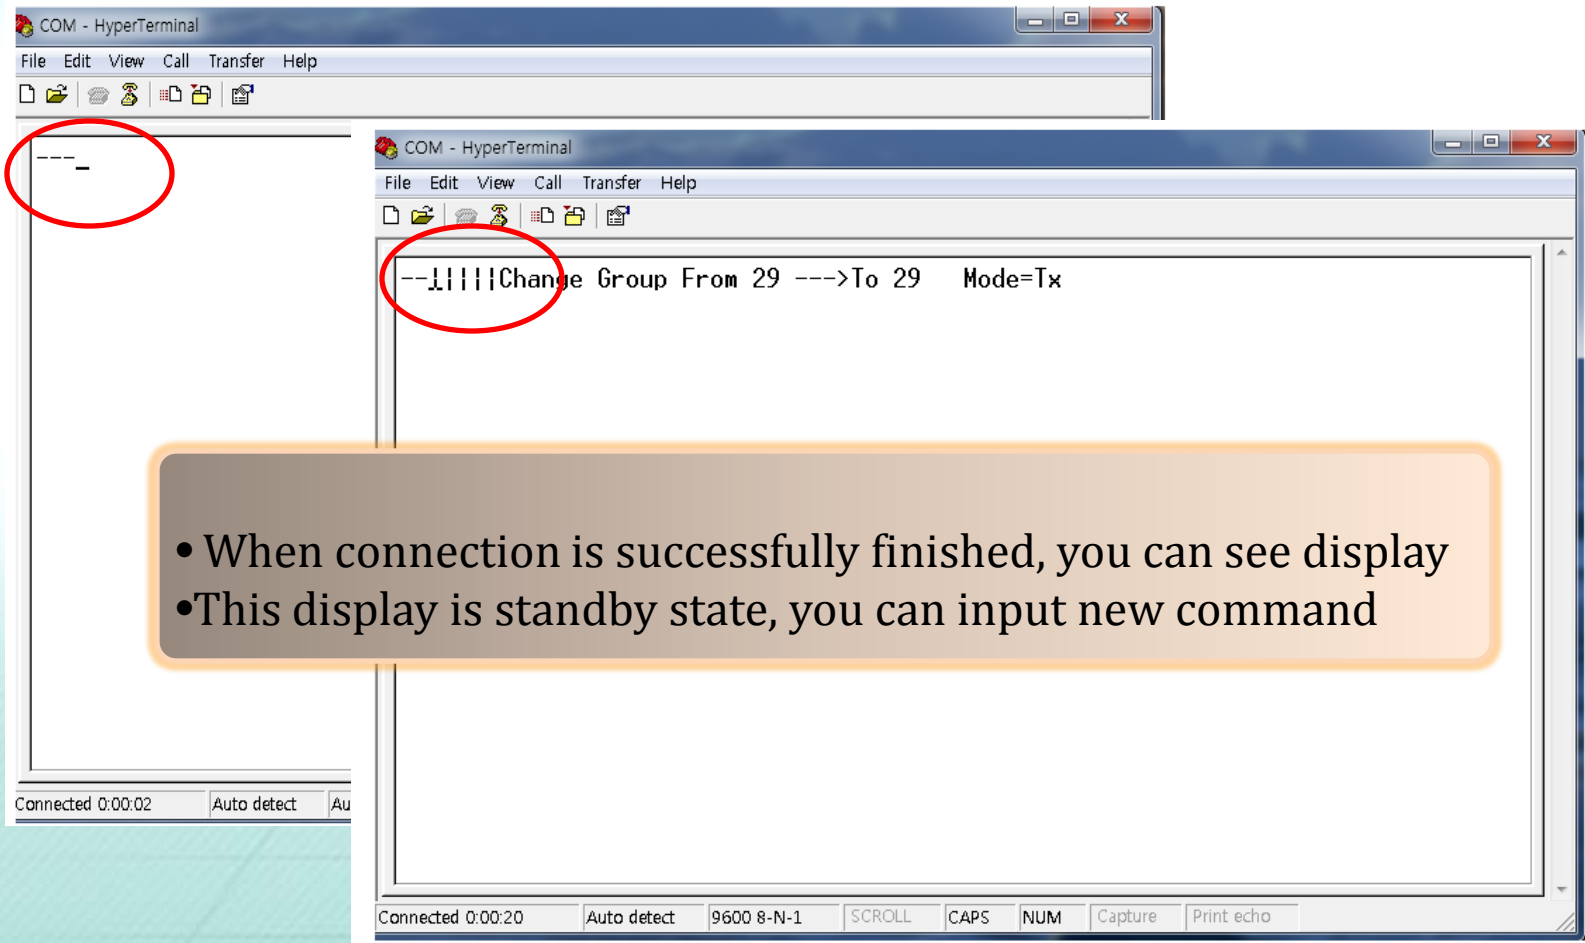 COM - HyperTerminal
File Edit View Call Transfer Help
---_
Connected 0:00:02 Auto detect Au
COM - HyperTerminal
File Edit View Call Transfer Help
--⊥||||Change Group From 29 --->To 29 Mode=Tx
• When connection is successfully finished, you can see display
•This display is standby state, you can input new command
Connected 0:00:20 Auto detect 9600 8-N-1 SCROLL CAPS NUM Capture Print echo